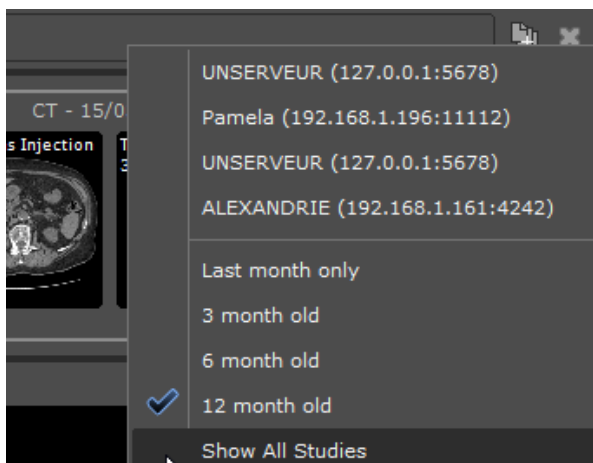 UNSERVEUR (127.0.0.1:5678)
CT - 15/0
Pamela (192.168.1.196:11112)
s Injection
UNSERVEUR (127.0.0.1:5678)
ALEXANDRIE (192.168.1.161:4242)
Last month only
3 month old
6 month old
12 month old
Show All Studies